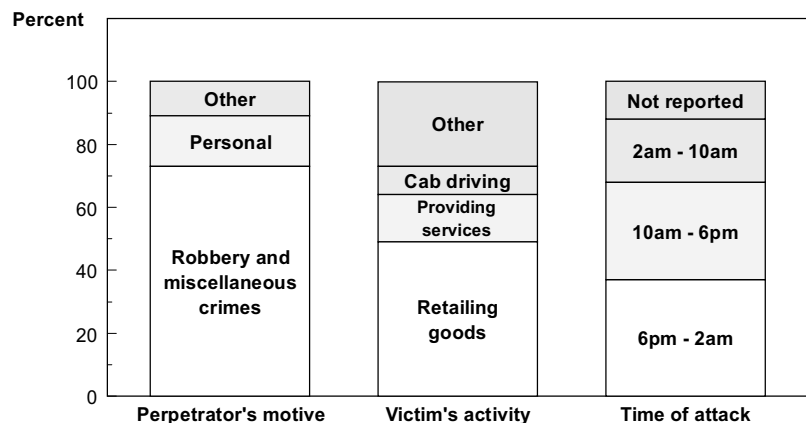 Percent
100
80
60
40
20
0
Other
Personal
Robbery and
miscellaneous
crimes
Other
Cab driving
Providing
services
Retailing
goods
Not reported
2am - 10am
10am - 6pm
6pm - 2am
Perpetrator's motive
Victim's activity
Time of attack